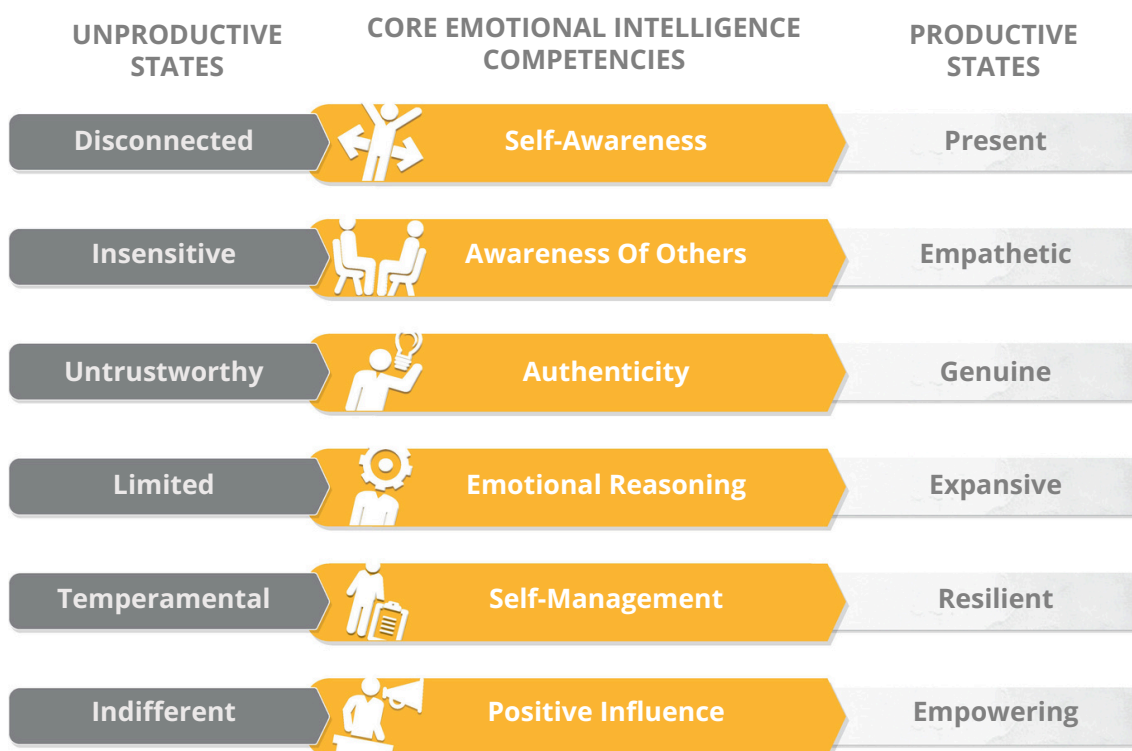 UNPRODUCTIVE
STATES
CORE EMOTIONAL INTELLIGENCE
COMPETENCIES
PRODUCTIVE
STATES
Disconnected
Self-Awareness
Present
Insensitive
Awareness Of Others
Empathetic
Untrustworthy
Authenticity
Genuine
Limited
Emotional Reasoning
Expansive
Temperamental
Self-Management
Resilient
Indifferent
Positive Influence
Empowering